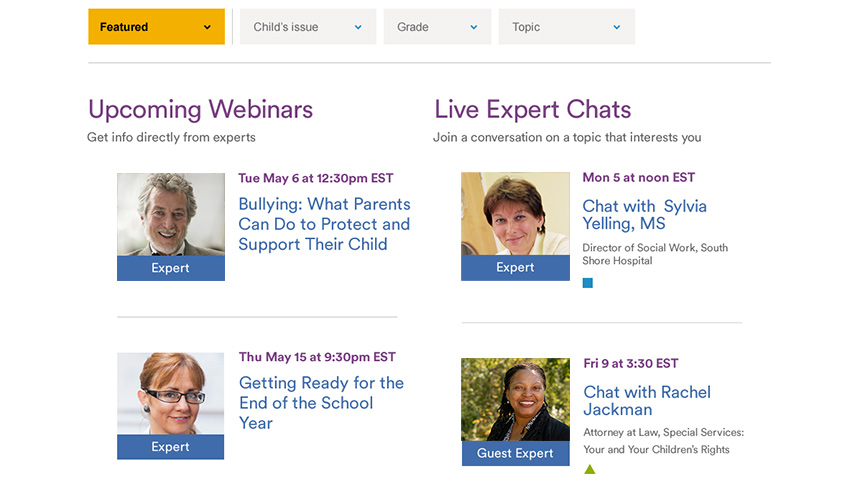 Featured
Child's issue
Grade
Topic
Upcoming Webinars
Get info directly from experts
Tue May 6 at 12:30pm EST
Bullying: What Parents
Can Do to Protect and
Support Their Child
Expert
Thu May 15 at 9:30pm EST
Getting Ready for the
End of the School
Year
Expert
Live Expert Chats
Join a conversation on a topic that interests you
Mon 5 at noon EST
Chat with Sylvia
Yelling, MS
Director of Social Work, South
Shore Hospital
Expert
Fri 9 at 3:30 EST
Chat with Rachel
Jackman
Attorney at Law, Special Services:
Your and Your Children's Rights
Guest Expert